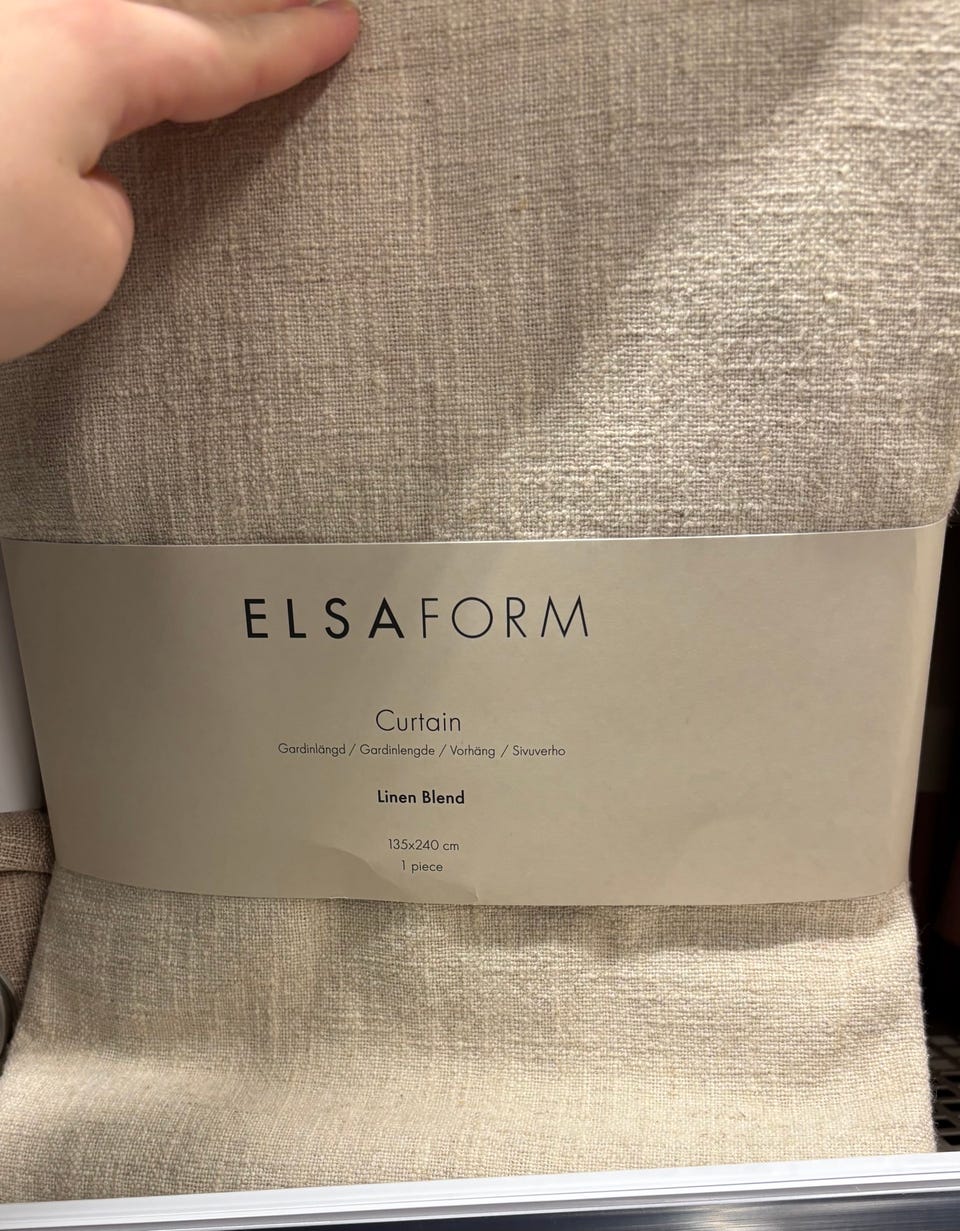 ELSAFORM
Curtain
Gardinlängd / Gardinlengde / Vorhäng / Sivuverho
Linen Blend
135x240 cm
1 piece